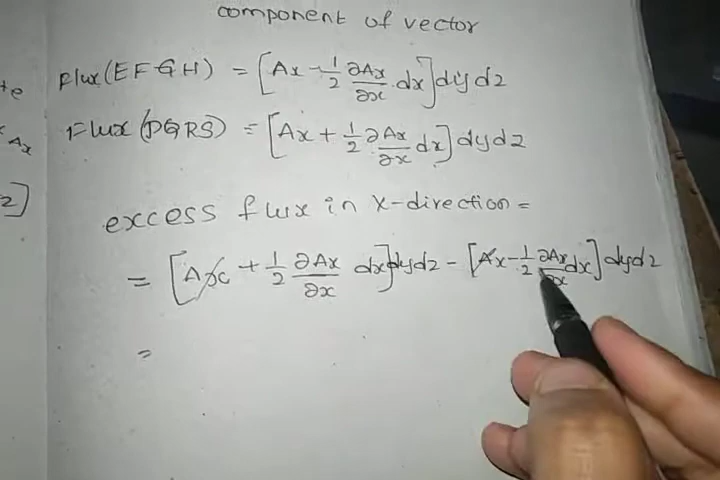 component of vector
Flux (EFGH) = [Ax - 1/2 ∂Ax/∂x dx] dy dz
Flux (PQRS) = [Ax + 1/2 ∂Ax/∂x dx] dy dz
excess flux in x-direction =
= [Ax + 1/2 ∂Ax/∂x dx] dy dz - [Ax - 1/2 ∂Ax/∂x dx] dy dz
=